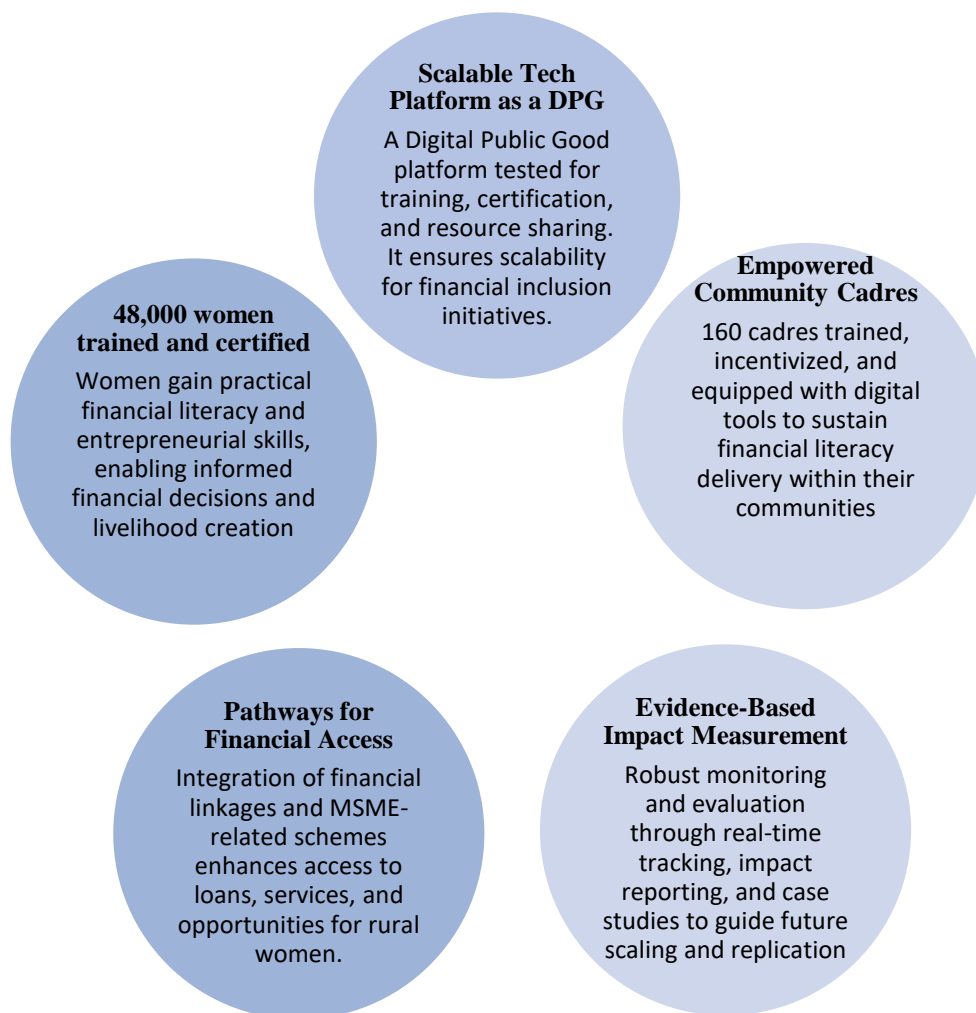 Scalable Tech
Platform as a DPG
A Digital Public Good
platform tested for
training, certification,
and resource sharing.
It ensures scalability
for financial inclusion
initiatives.
Empowered
Community Cadres
160 cadres trained,
incentivized, and
equipped with digital
tools to sustain
financial literacy
delivery within their
communities
Evidence-Based
Impact Measurement
Robust monitoring
and evaluation
through real-time
tracking, impact
reporting, and case
studies to guide future
scaling and replication
Pathways for
Financial Access
Integration of financial
linkages and MSME-
related schemes
enhances access to
loans, services, and
opportunities for rural
women.
48,000 women
trained and certified
Women gain practical
financial literacy and
entrepreneurial skills,
enabling informed
financial decisions and
livelihood creation